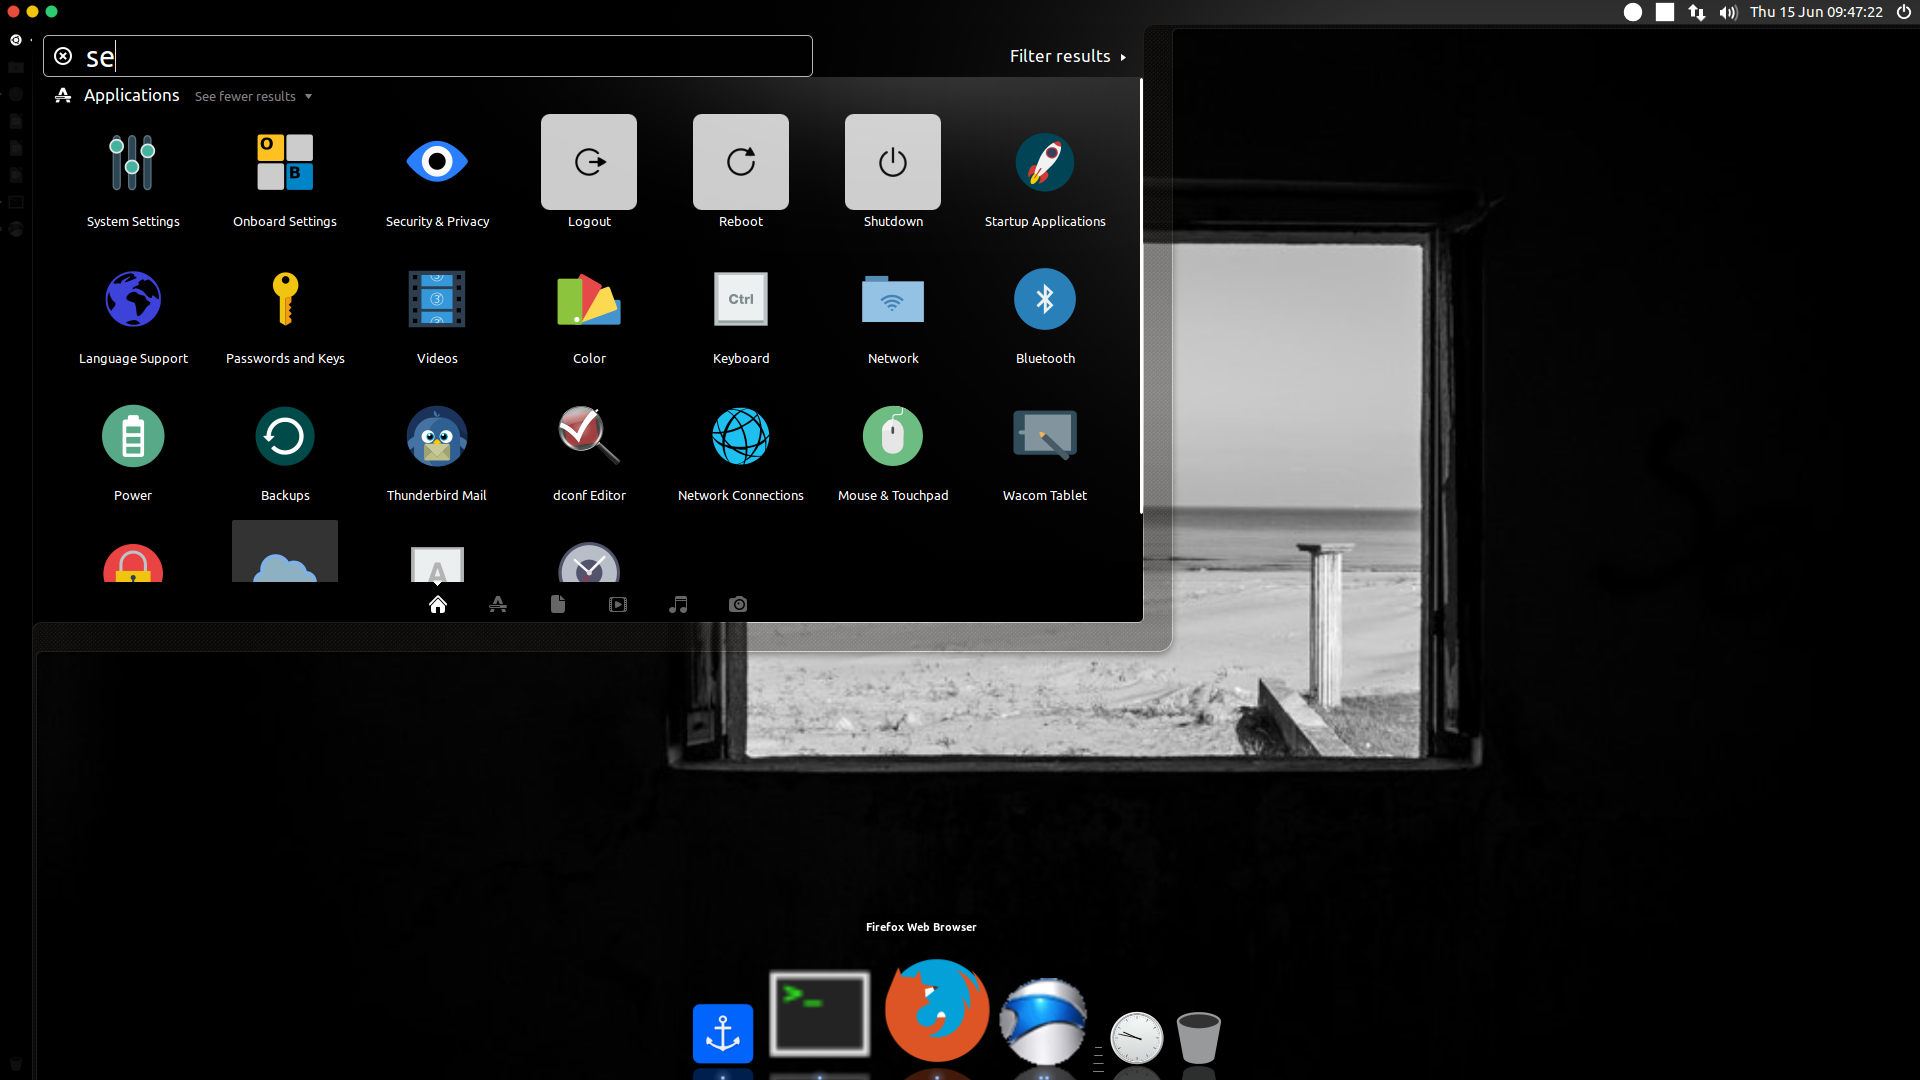 Thu 15 Jun 09:47:22
se
Filter results
Applications See fewer results
O
B
System Settings Onboard Settings Security & Privacy Logout Reboot Shutdown Startup Applications
Ctrl
Language Support Passwords and Keys Videos Color Keyboard Network Bluetooth
Power Backups Thunderbird Mail dconf Editor Network Connections Mouse & Touchpad Wacom Tablet
A
Firefox Web Browser
>_